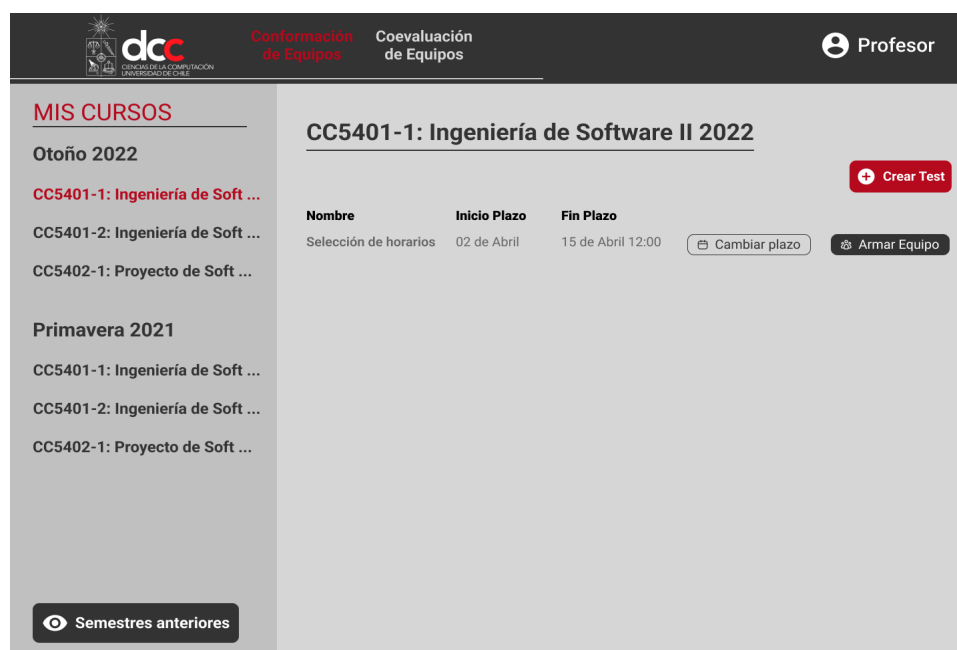 dcc
CIENCIAS DE LA COMPUTACIÓN
UNIVERSIDAD DE CHILE
Conformación
de Equipos
Coevaluación
de Equipos
Profesor
MIS CURSOS
Otoño 2022
CC5401-1: Ingeniería de Soft ...
CC5401-2: Ingeniería de Soft ...
CC5402-1: Proyecto de Soft ...
Primavera 2021
CC5401-1: Ingeniería de Soft ...
CC5401-2: Ingeniería de Soft ...
CC5402-1: Proyecto de Soft ...
Semestres anteriores
CC5401-1: Ingeniería de Software II 2022
Crear Test
Nombre Inicio Plazo Fin Plazo
Selección de horarios 02 de Abril 15 de Abril 12:00 Cambiar plazo Armar Equipo